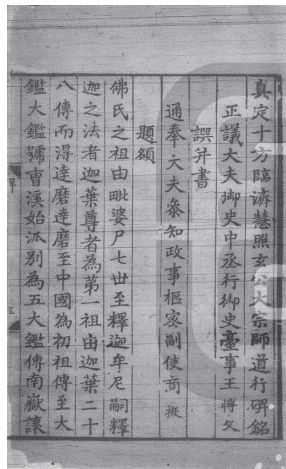 真定十方臨濟慧照玄公大宗師道行碑銘
正議大夫御史中丞行御史臺事王博文
譔并書
通奉大夫叅知政事樞密副使商挺
題額
佛氏之祖由毗婆尸七世至釋迦牟尼嗣釋
迦之法者迦葉尊者為第一祖由迦葉二十
八傳而淂達磨達磨至中國為初祖傳至大
鑑大鑑號曺溪始派別為五大鑑傳南嶽讓